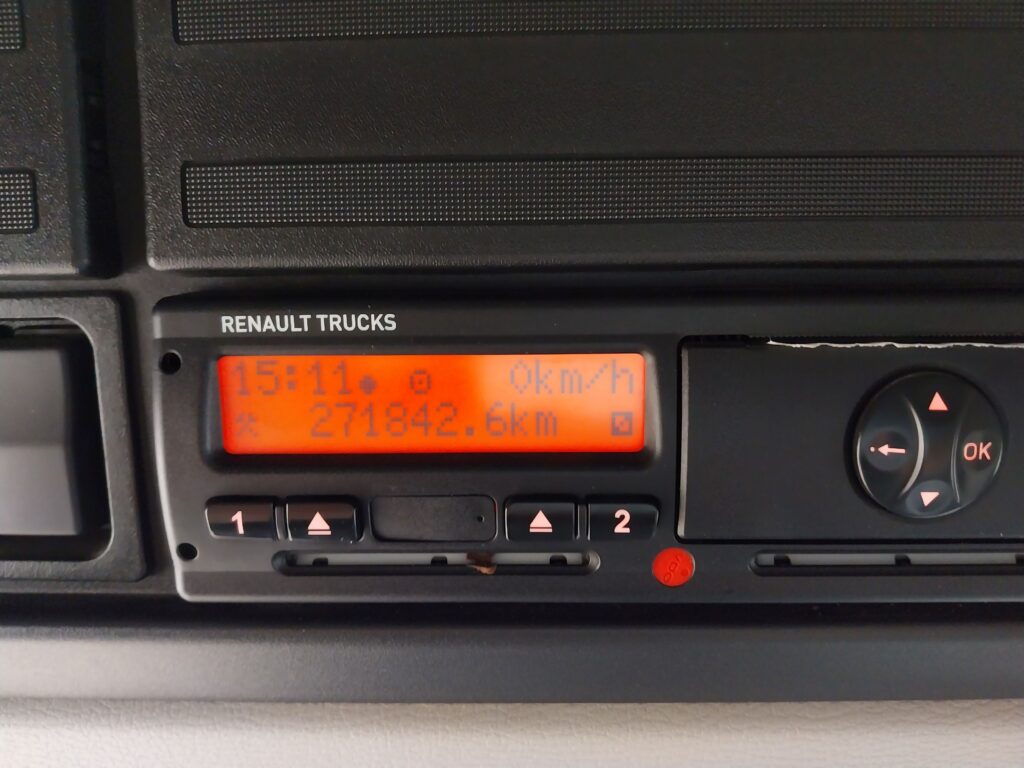 RENAULT TRUCKS
15:11 0km/h
271842.6km
1 2
OK